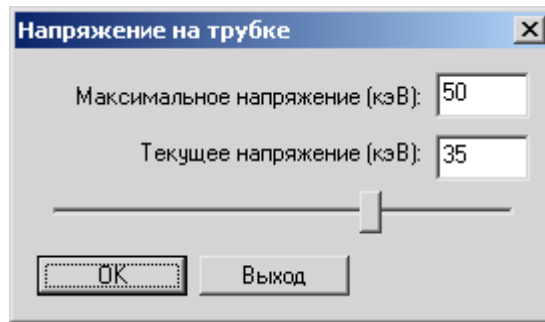 Напряжение на трубке
Максимальное напряжение (кэВ): 50
Текущее напряжение (кэВ): 35
OK Выход